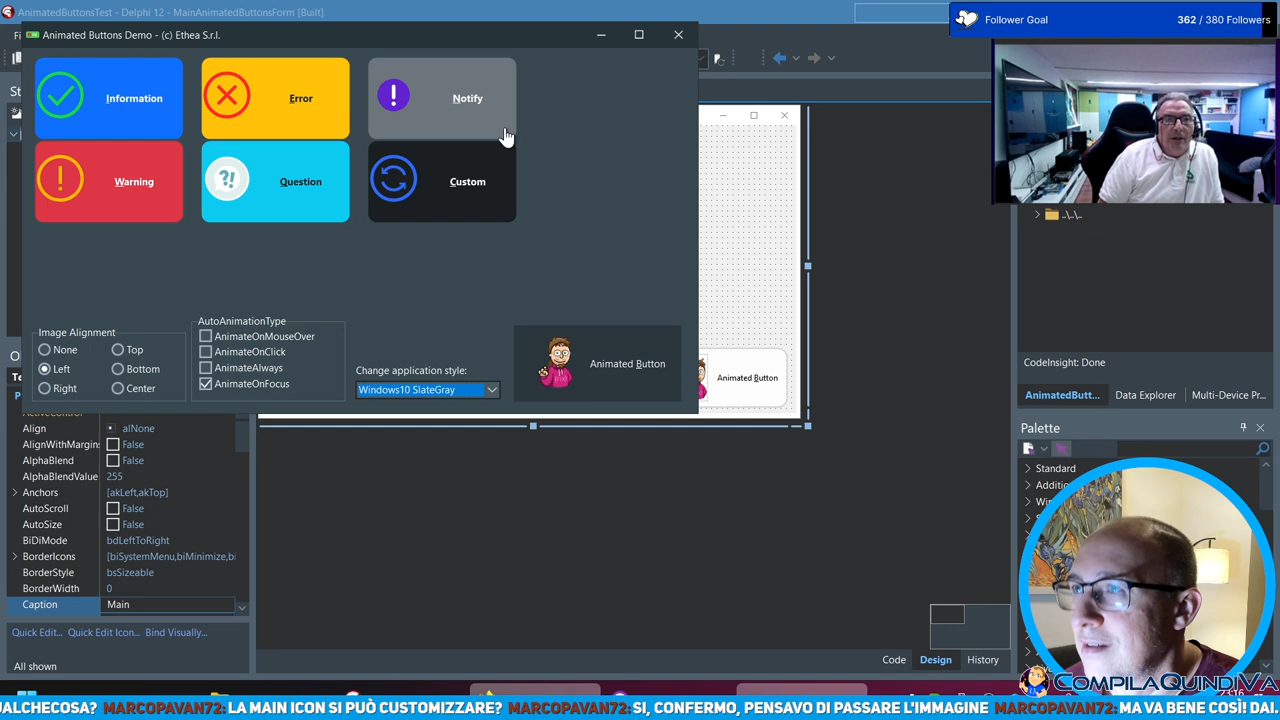 AnimatedButtonsTest - Delphi 12 - MainAnimatedButtonsForm [Built]
Follower Goal
362 / 380 Followers
Animated Buttons Demo - (c) Ethea S.r.l.
Information
Error
Notify
Warning
Question
Custom
Image Alignment
None
Top
Left
Bottom
Right
Center
AutoAnimationType
AnimateOnMouseOver
AnimateOnClick
AnimateAlways
AnimateOnFocus
Change application style:
Windows10 SlateGray
Animated Button
Animated Button
Align
alNone
AlignWithMargins
False
AlphaBlend
False
AlphaBlendValue
255
Anchors
[akLeft,akTop]
AutoScroll
False
AutoSize
False
BiDiMode
bdLeftToRight
BorderIcons
[biSystemMenu,biMinimize,bi
BorderStyle
bsSizeable
BorderWidth
0
Caption
Main
Quick Edit...
Quick Edit Icon...
Bind Visually...
All shown
..\..\..
CodeInsight: Done
AnimatedButt...
Data Explorer
Multi-Device Pr...
Palette
Standard
Additi
Wi
Code
Design
History
COMPILAQUINDIVA
23:16
UALCHECOSA? MARCOPAVAN72: LA MAIN ICON SI PUÒ CUSTOMIZZARE? MARCOPAVAN72: SI, CONFERMO, PENSAVO DI PASSARE L'IMMAGINE MARCOPAVAN72: MA VA BENE COSÌ! DAI.